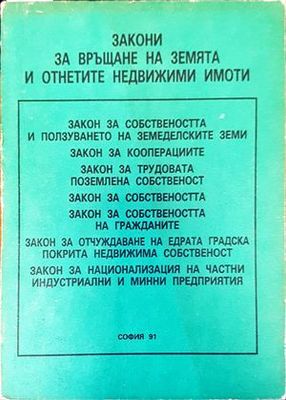 ЗАКОНИ
ЗА ВРЪЩАНЕ НА ЗЕМЯТА
И ОТНЕТИТЕ НЕДВИЖИМИ ИМОТИ
ЗАКОН ЗА СОБСТВЕНОСТТА
И ПОЛЗУВАНЕТО НА ЗЕМЕДЕЛСКИТЕ ЗЕМИ
ЗАКОН ЗА КООПЕРАЦИИТЕ
ЗАКОН ЗА ТРУДОВАТА
ПОЗЕМЛЕНА СОБСТВЕНОСТ
ЗАКОН ЗА СОБСТВЕНОСТТА
ЗАКОН ЗА СОБСТВЕНОСТТА
НА ГРАЖДАНИТЕ
ЗАКОН ЗА ОТЧУЖДАВАНЕ НА ЕДРАТА ГРАДСКА
ПОКРИТА НЕДВИЖИМА СОБСТВЕНОСТ
ЗАКОН ЗА НАЦИОНАЛИЗАЦИЯ НА ЧАСТНИ
ИНДУСТРИАЛНИ И МИННИ ПРЕДПРИЯТИЯ
СОФИЯ 91